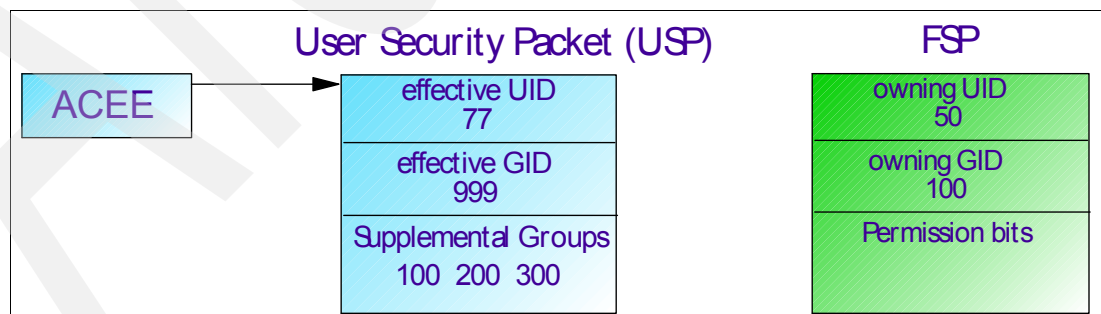 User Security Packet (USP)
FSP
ACEE
effective UID
77
effective GID
999
Supplemental Groups
100 200 300
owning UID
50
owning GID
100
Permission bits